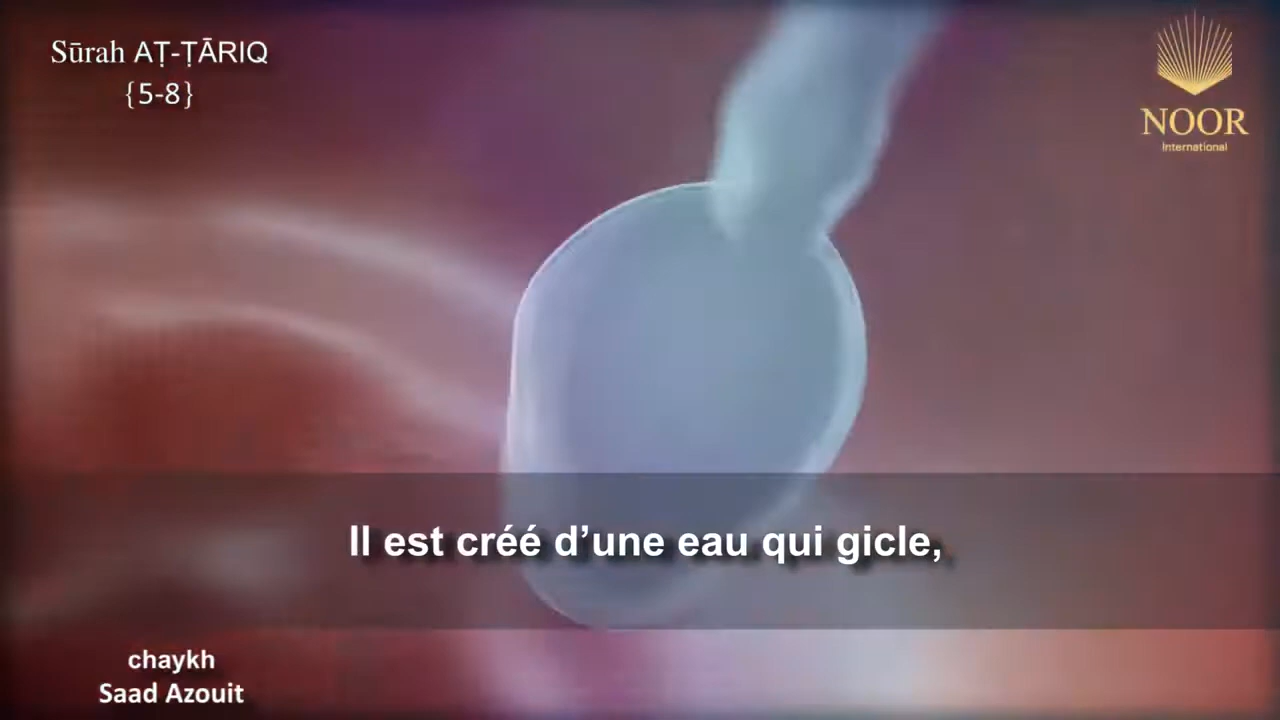 Sūrah AṬ-ṬĀRIQ
{5-8}
NOOR
International
Il est créé d’une eau qui gicle,
chaykh
Saad Azouit